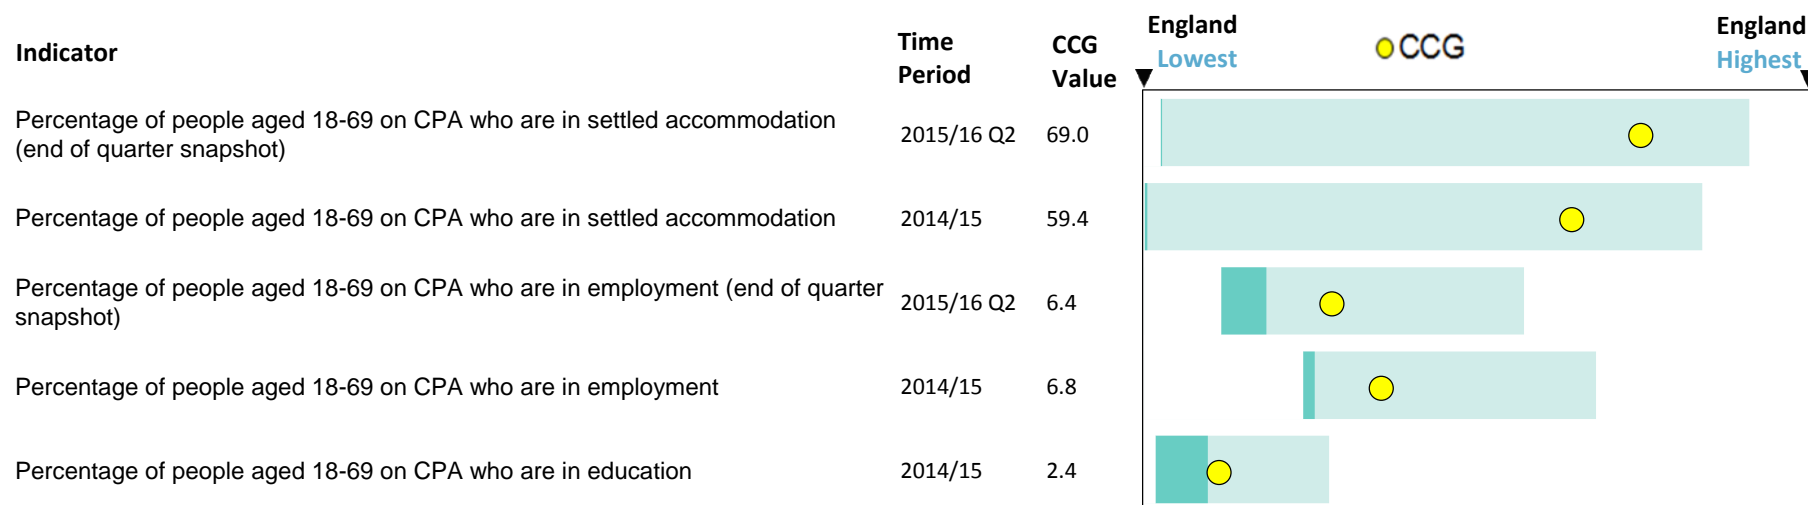 Indicator
Time
Period
CCG
Value
England
Lowest
CCG
England
Highest
Percentage of people aged 18-69 on CPA who are in settled accommodation
(end of quarter snapshot)
2015/16 Q2
69.0
Percentage of people aged 18-69 on CPA who are in settled accommodation
2014/15
59.4
Percentage of people aged 18-69 on CPA who are in employment (end of quarter
snapshot)
2015/16 Q2
6.4
Percentage of people aged 18-69 on CPA who are in employment
2014/15
6.8
Percentage of people aged 18-69 on CPA who are in education
2014/15
2.4